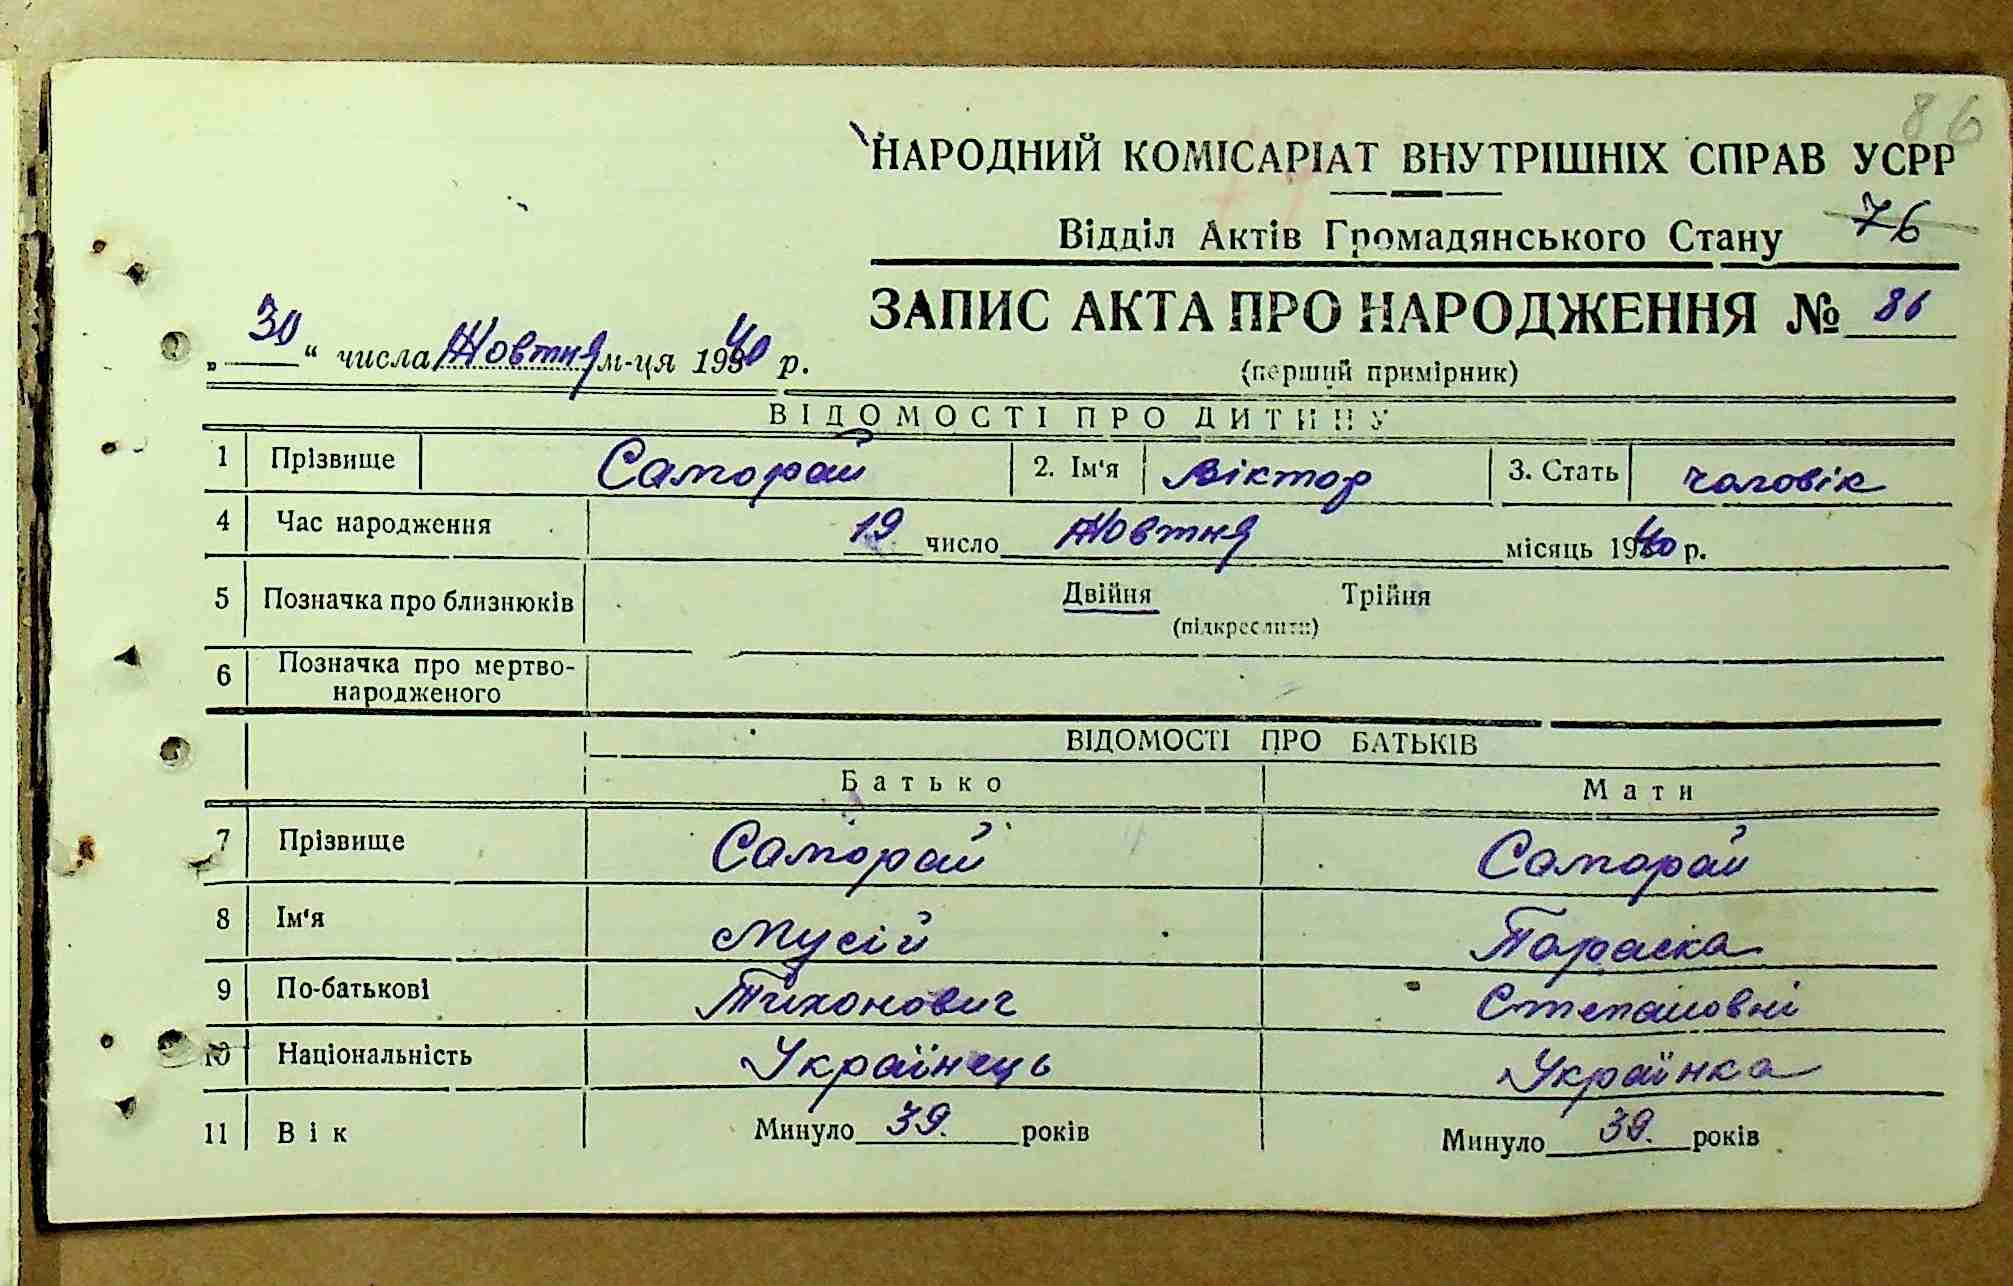 86
НАРОДНИЙ КОМІСАРІАТ ВНУТРІШНІХ СПРАВ УСРР
Відділ Актів Громадянського Стану 76
ЗАПИС АКТА ПРО НАРОДЖЕННЯ № 86
(перший примірник)
„30“ числа Жовтня м-ця 1940 р.
ВІДОМОСТІ ПРО ДИТИНУ
1 Прізвище Саморай 2. Ім'я Віктор 3. Стать чоловік
4 Час народження 19 число Жовтня місяць 1940 р.
5 Позначка про близнюків Двійня Трійня
(підкреслити)
6 Позначка про мертво-
народженого
ВІДОМОСТІ ПРО БАТЬКІВ
Батько Мати
7 Прізвище Саморай Саморай
8 Ім'я Мусій Параска
9 По-батькові Тихонович Степановні
10 Національність Українець Українка
11 Вік Минуло 39. років Минуло 39. років